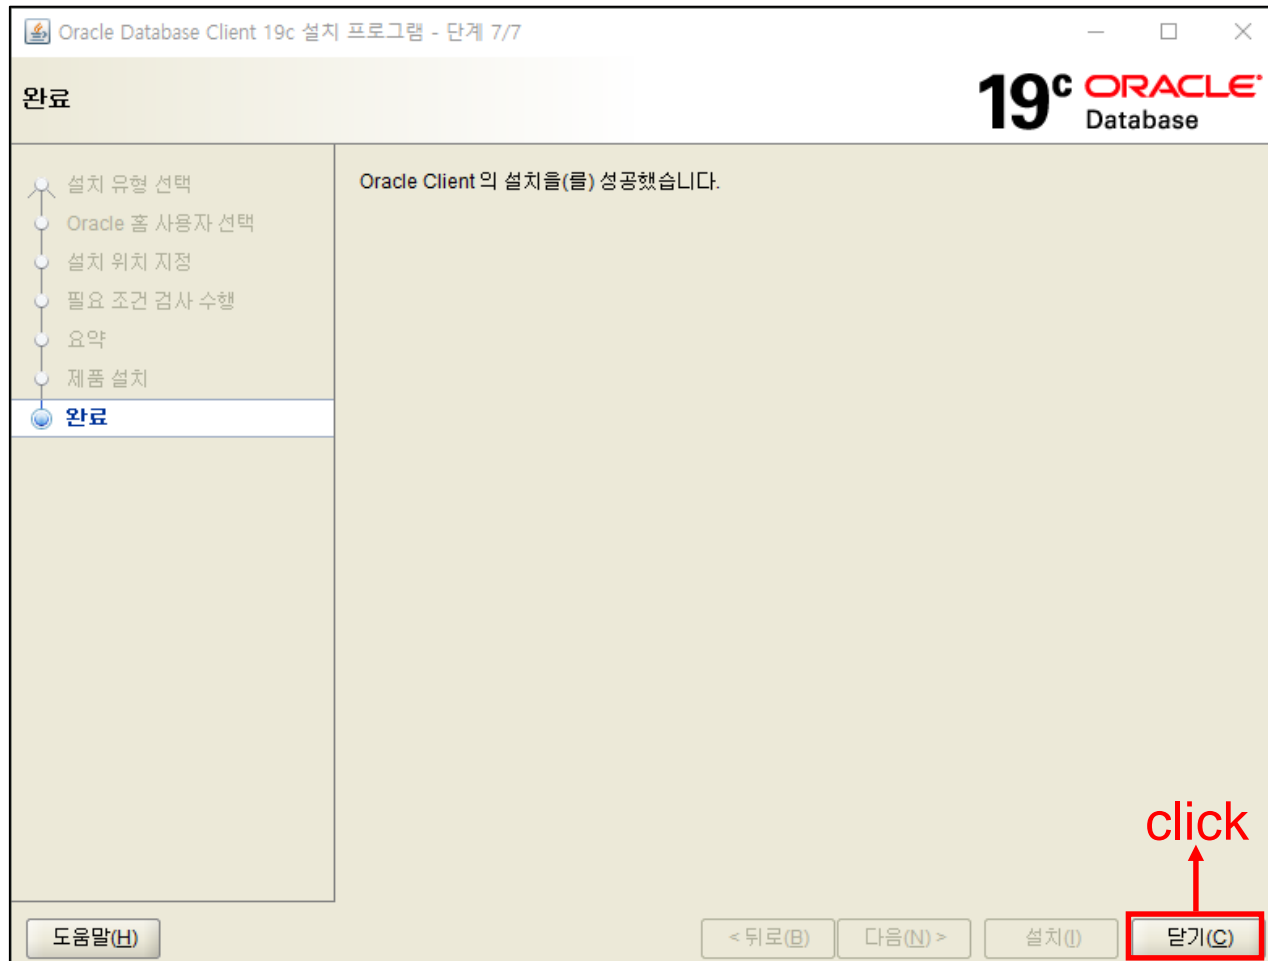 Oracle Database Client 19c 설치 프로그램 - 단계 7/7
완료
19c ORACLE
Database
설치 유형 선택
Oracle 홈 사용자 선택
설치 위치 지정
필요 조건 검사 수행
요약
제품 설치
완료
Oracle Client 의 설치을(를) 성공했습니다.
click
도움말(H)
< 뒤로(B)
다음(N) >
설치(I)
닫기(C)